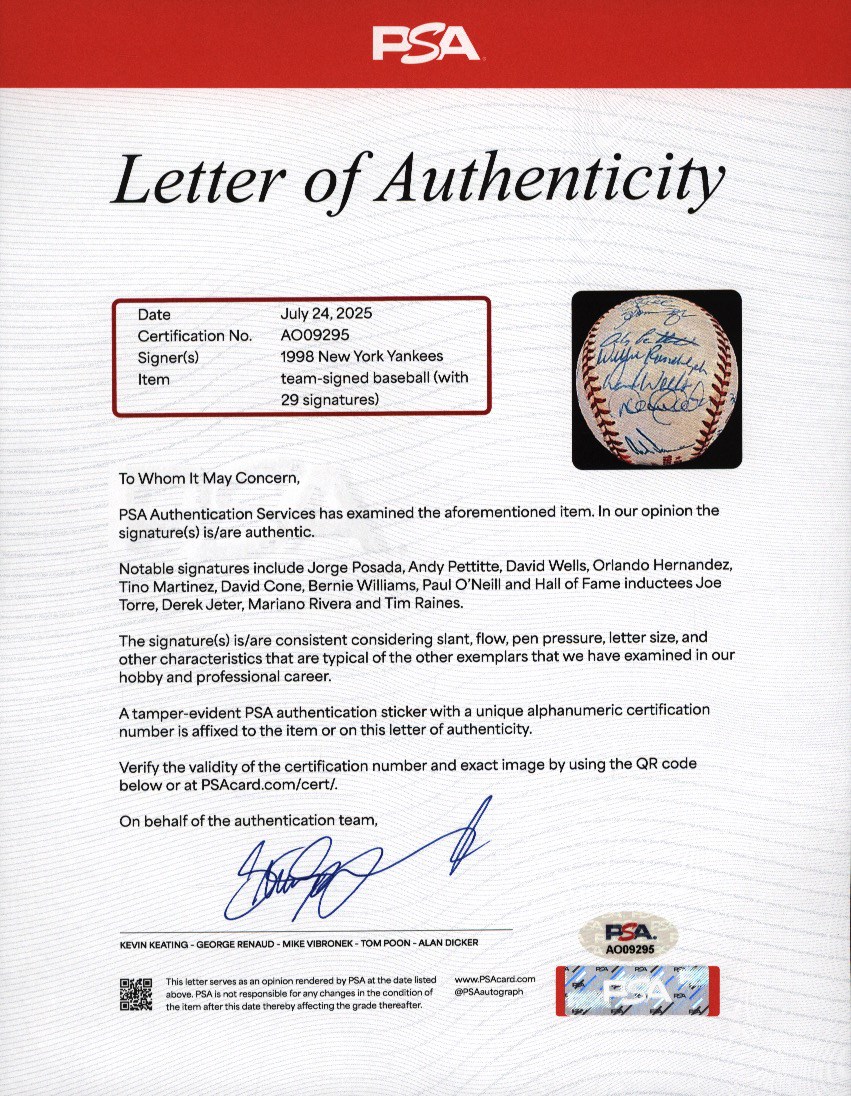 PSA
Letter of Authenticity
Date July 24, 2025
Certification No. AO09295
Signer(s) 1998 New York Yankees
Item team-signed baseball (with
29 signatures)
Willie Randolph
David Wells
To Whom It May Concern,
PSA Authentication Services has examined the aforementioned item. In our opinion the
signature(s) is/are authentic.
Notable signatures include Jorge Posada, Andy Pettitte, David Wells, Orlando Hernandez,
Tino Martinez, David Cone, Bernie Williams, Paul O'Neill and Hall of Fame inductees Joe
Torre, Derek Jeter, Mariano Rivera and Tim Raines.
The signature(s) is/are consistent considering slant, flow, pen pressure, letter size, and
other characteristics that are typical of the other exemplars that we have examined in our
hobby and professional career.
A tamper-evident PSA authentication sticker with a unique alphanumeric certification
number is affixed to the item or on this letter of authenticity.
Verify the validity of the certification number and exact image by using the QR code
below or at PSAcard.com/cert/.
On behalf of the authentication team,
KEVIN KEATING - GEORGE RENAUD - MIKE VIBRONEK - TOM POON - ALAN DICKER
This letter serves as an opinion rendered by PSA at the date listed
above. PSA is not responsible for any changes in the condition of
the item after this date thereby affecting the grade thereafter.
www.PSAcard.com
@PSAautograph
PSA
AO09295
PSA